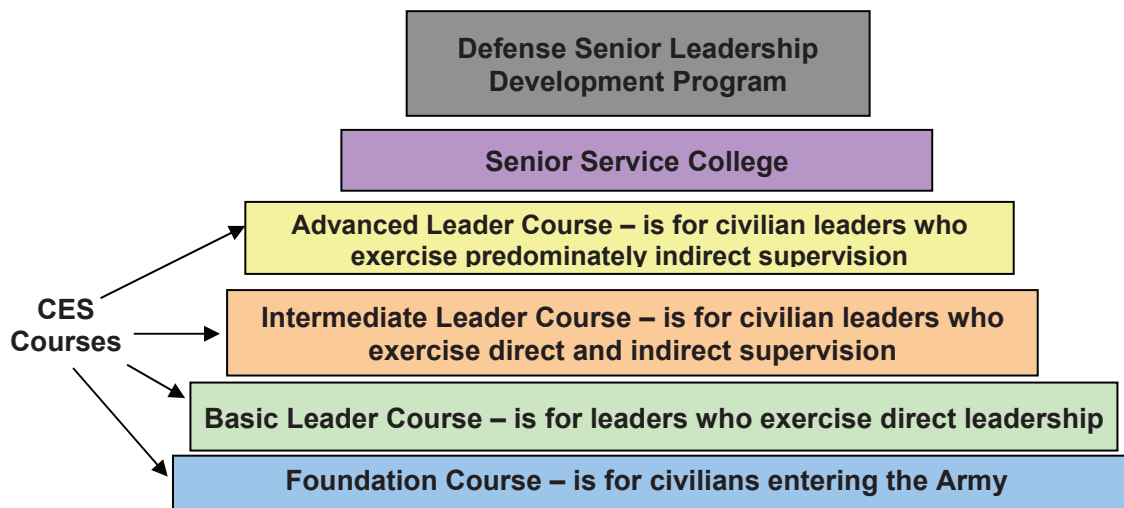 Defense Senior Leadership
Development Program
Senior Service College
Advanced Leader Course – is for civilian leaders who
exercise predominately indirect supervision
CES
Courses
Intermediate Leader Course – is for civilian leaders who
exercise direct and indirect supervision
Basic Leader Course – is for leaders who exercise direct leadership
Foundation Course – is for civilians entering the Army